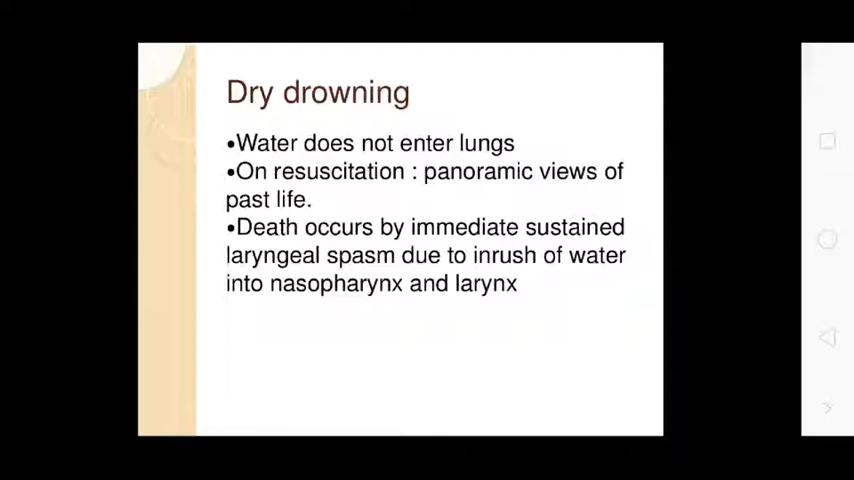 Dry drowning
•Water does not enter lungs
•On resuscitation : panoramic views of
past life.
•Death occurs by immediate sustained
laryngeal spasm due to inrush of water
into nasopharynx and larynx